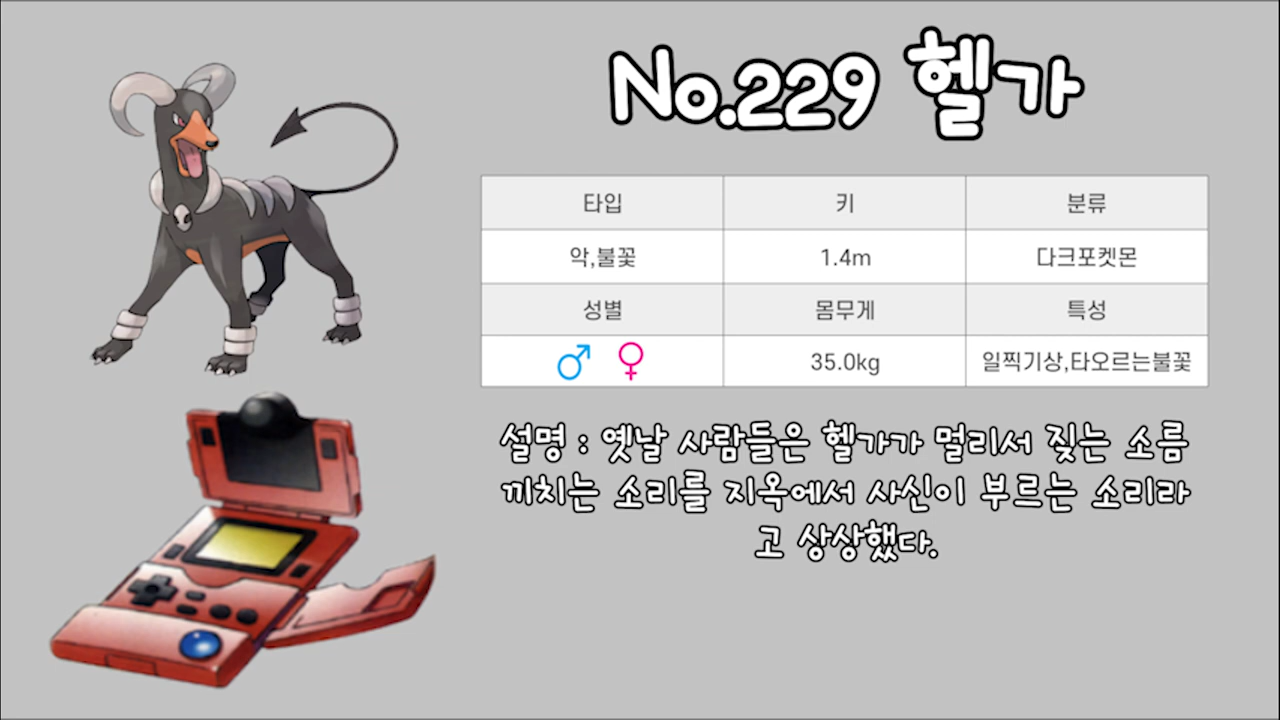 No.229 헬가
타입 키 분류
악,불꽃 1.4m 다크포켓몬
성별 몸무게 특성
♂ ♀ 35.0kg 일찍기상,타오르는불꽃
설명 : 옛날 사람들은 헬가가 멀리서 짖는 소름
끼치는 소리를 지옥에서 사신이 부르는 소리라
고 상상했다.